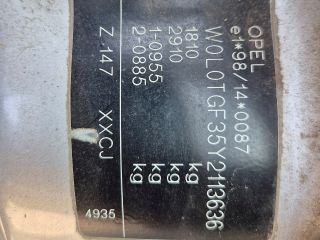 OPEL
e1*98/14*0087
W0L0TGF35Y2113636
1810 kg
2910 kg
1-0955 kg
2-0885 kg
Z 147 XXCJ
4935